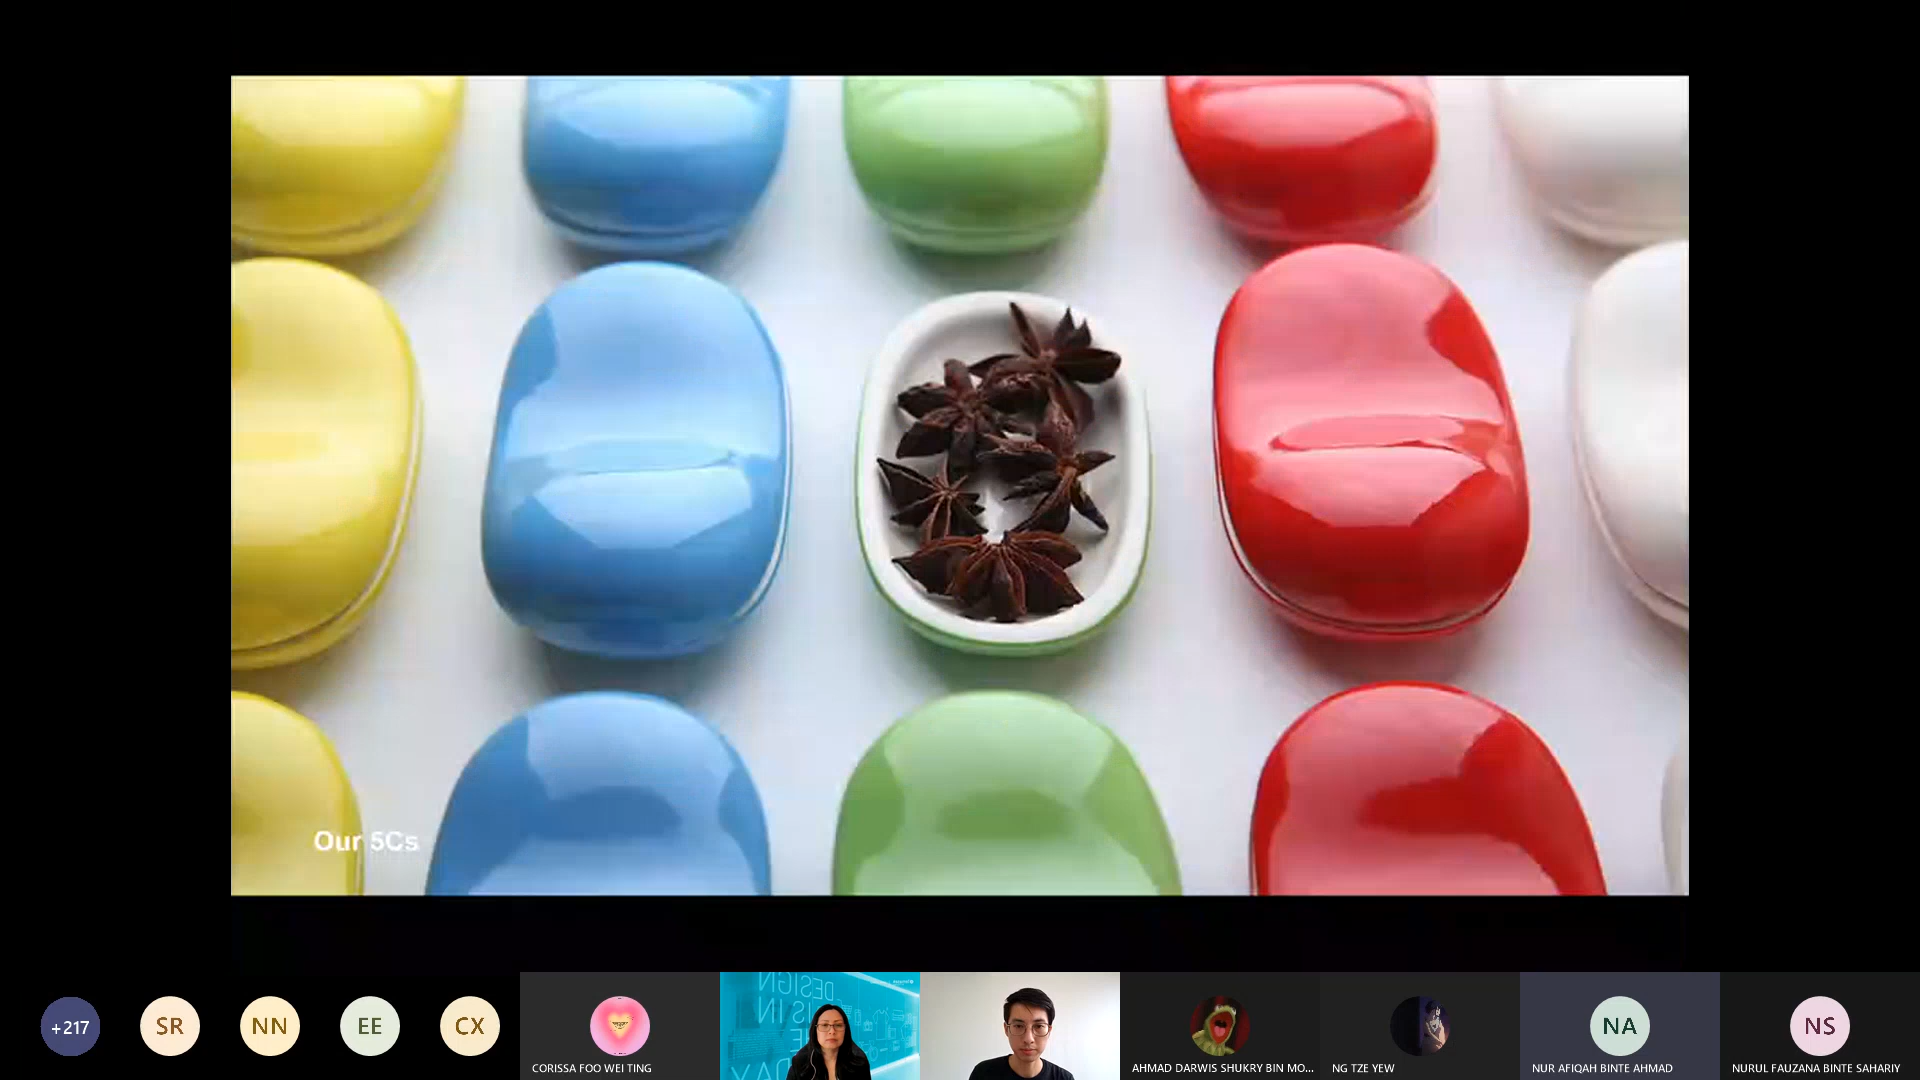 Our 5Cs
+217
SR
NN
EE
CX
CORISSA FOO WEI TING
DESIGN
AHMAD DARWIS SHUKRY BIN MO...
NG TZE YEW
NA
NUR AFIQAH BINTE AHMAD
NS
NURUL FAUZANA BINTE SAHARIY